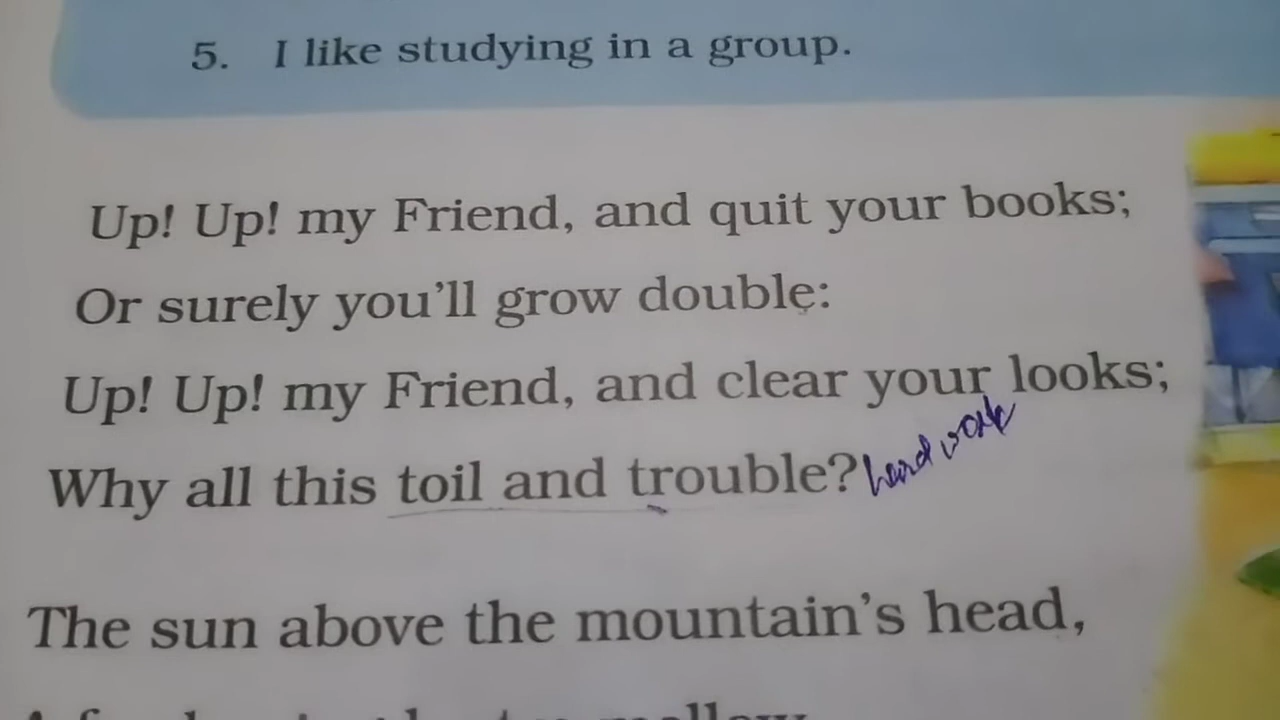 5. I like studying in a group.
Up! Up! my Friend, and quit your books;
Or surely you'll grow double:
Up! Up! my Friend, and clear your looks;
Why all this toil and trouble? hard work
The sun above the mountain's head,